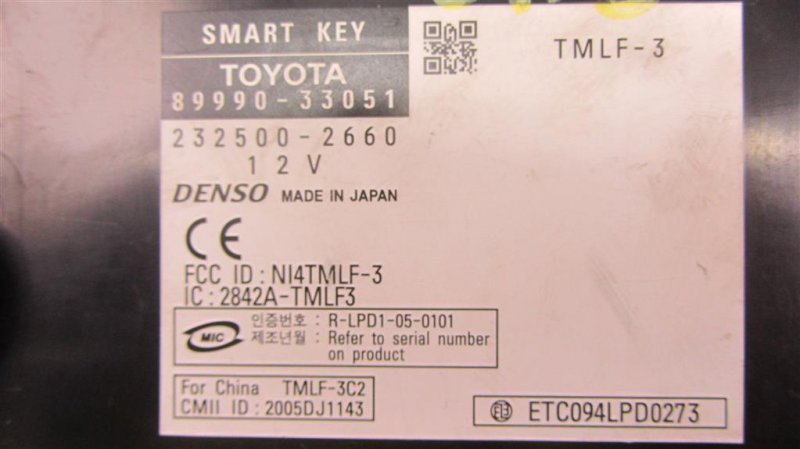 SMART KEY
TOYOTA
89990-33051
232500-2660
12V
DENSO MADE IN JAPAN
TMLF-3
CE
FCC ID : NI4TMLF-3
IC : 2842A-TMLF3
MIC
인증번호 : R-LPD1-05-0101
제조년월 : Refer to serial number
on product
For China TMLF-3C2
CMII ID : 2005DJ1143
ETC094LPD0273